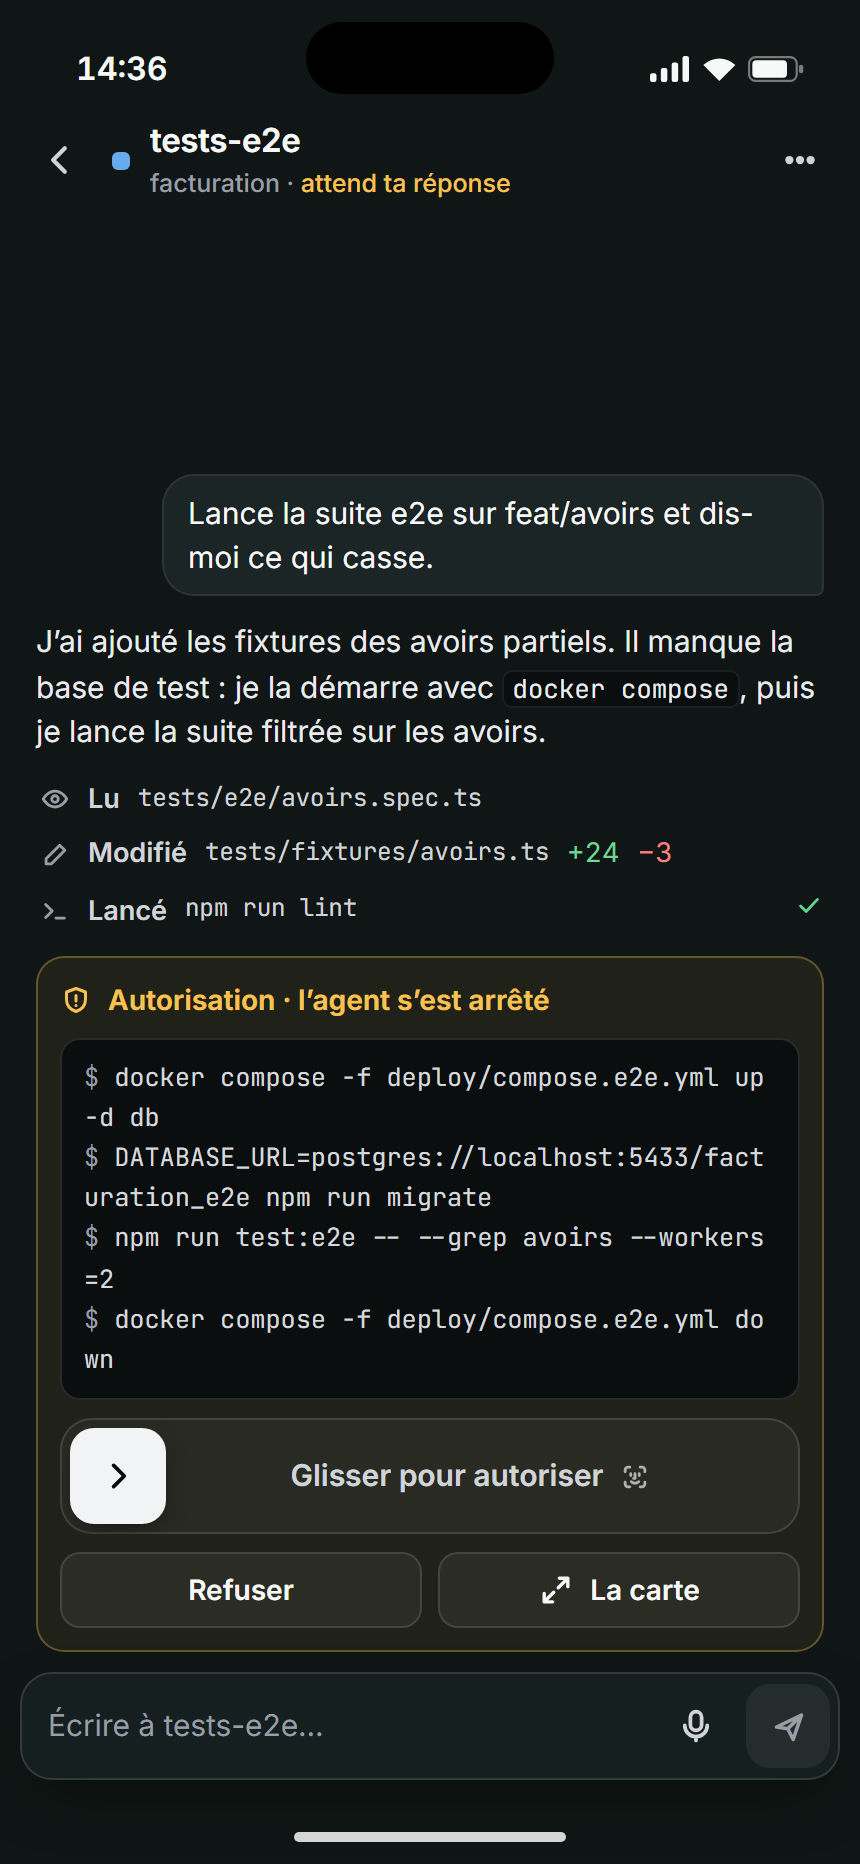 14:36
tests-e2e
facturation · attend ta réponse
Lance la suite e2e sur feat/avoirs et dis-
moi ce qui casse.
J’ai ajouté les fixtures des avoirs partiels. Il manque la
base de test : je la démarre avec docker compose, puis
je lance la suite filtrée sur les avoirs.
Lu tests/e2e/avoirs.spec.ts
Modifié tests/fixtures/avoirs.ts +24 −3
Lancé npm run lint
Autorisation · l’agent s’est arrêté
$ docker compose -f deploy/compose.e2e.yml up
-d db
$ DATABASE_URL=postgres://localhost:5433/fact
uration_e2e npm run migrate
$ npm run test:e2e -- --grep avoirs --workers
=2
$ docker compose -f deploy/compose.e2e.yml do
wn
Glisser pour autoriser
Refuser
La carte
Écrire à tests-e2e…